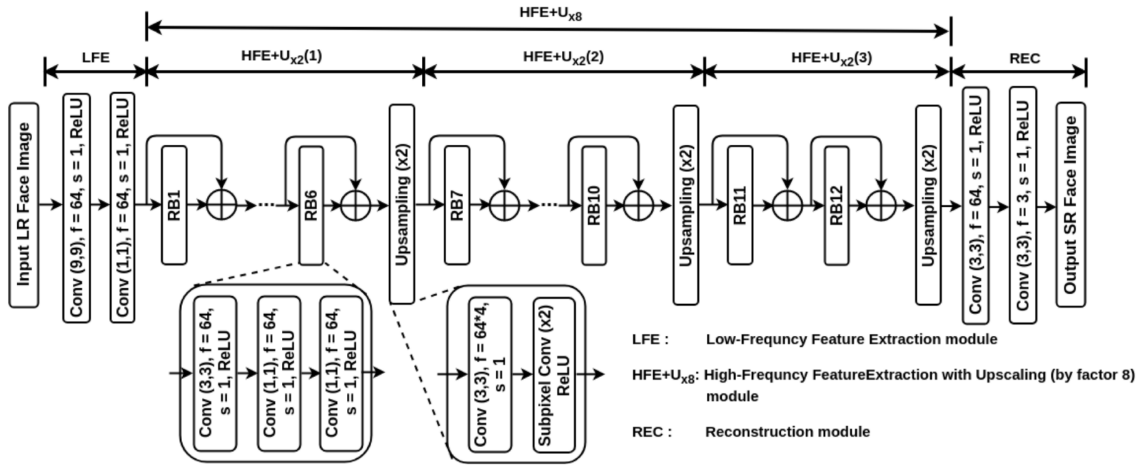 HFE+Ux8
LFE
HFE+Ux2(1)
HFE+Ux2(2)
HFE+Ux2(3)
REC
Input LR Face Image
Conv (9,9), f = 64, s = 1, ReLU
Conv (1,1), f = 64, s = 1, ReLU
RB1
RB6
Upsampling (x2)
RB7
RB10
Upsampling (x2)
RB11
RB12
Upsampling (x2)
Conv (3,3), f = 64, s = 1, ReLU
Conv (3,3), f = 3, s = 1, ReLU
Output SR Face Image
Conv (3,3), f = 64,
s = 1, ReLU
Conv (1,1), f = 64,
s = 1, ReLU
Conv (1,1), f = 64,
s = 1, ReLU
Conv (3,3), f = 64*4,
s = 1
Subpixel Conv (x2)
ReLU
LFE : Low-Frequncy Feature Extraction module
HFE+Ux8: High-Frequncy FeatureExtraction with Upscaling (by factor 8)
module
REC : Reconstruction module